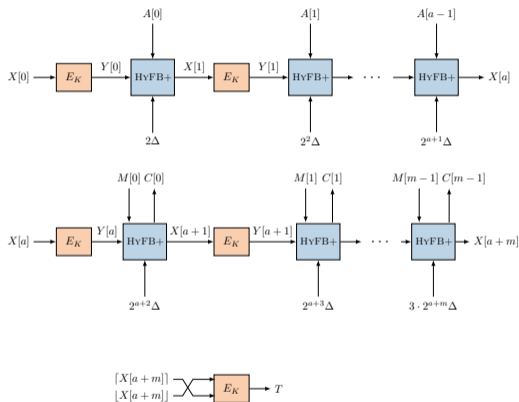 A[0] A[1] A[a−1]
X[0] E_K Y[0] HYFB+ X[1] E_K Y[1] HYFB+ · · · HYFB+ X[a]
2Δ 2^2Δ 2^{a+1}Δ
M[0] C[0] M[1] C[1] M[m−1] C[m−1]
X[a] E_K Y[a] HYFB+ X[a+1] E_K Y[a+1] HYFB+ · · · HYFB+ X[a+m]
2^{a+2}Δ 2^{a+3}Δ 3 · 2^{a+m}Δ
⌈X[a+m]⌉
⌊X[a+m]⌋ E_K T